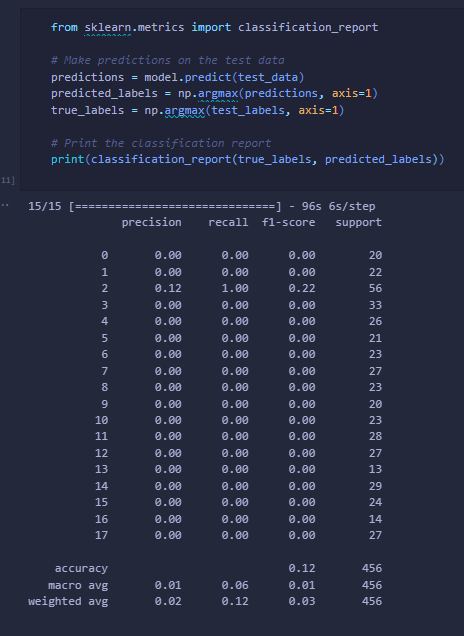 from sklearn.metrics import classification_report
# Make predictions on the test data
predictions = model.predict(test_data)
predicted_labels = np.argmax(predictions, axis=1)
true_labels = np.argmax(test_labels, axis=1)
# Print the classification report
print(classification_report(true_labels, predicted_labels))
11]
··
15/15 [==============================] - 96s 6s/step
precision recall f1-score support
0 0.00 0.00 0.00 20
1 0.00 0.00 0.00 22
2 0.12 1.00 0.22 56
3 0.00 0.00 0.00 33
4 0.00 0.00 0.00 26
5 0.00 0.00 0.00 21
6 0.00 0.00 0.00 23
7 0.00 0.00 0.00 27
8 0.00 0.00 0.00 23
9 0.00 0.00 0.00 20
10 0.00 0.00 0.00 23
11 0.00 0.00 0.00 28
12 0.00 0.00 0.00 27
13 0.00 0.00 0.00 13
14 0.00 0.00 0.00 29
15 0.00 0.00 0.00 24
16 0.00 0.00 0.00 14
17 0.00 0.00 0.00 27
accuracy 0.12 456
macro avg 0.01 0.06 0.01 456
weighted avg 0.02 0.12 0.03 456